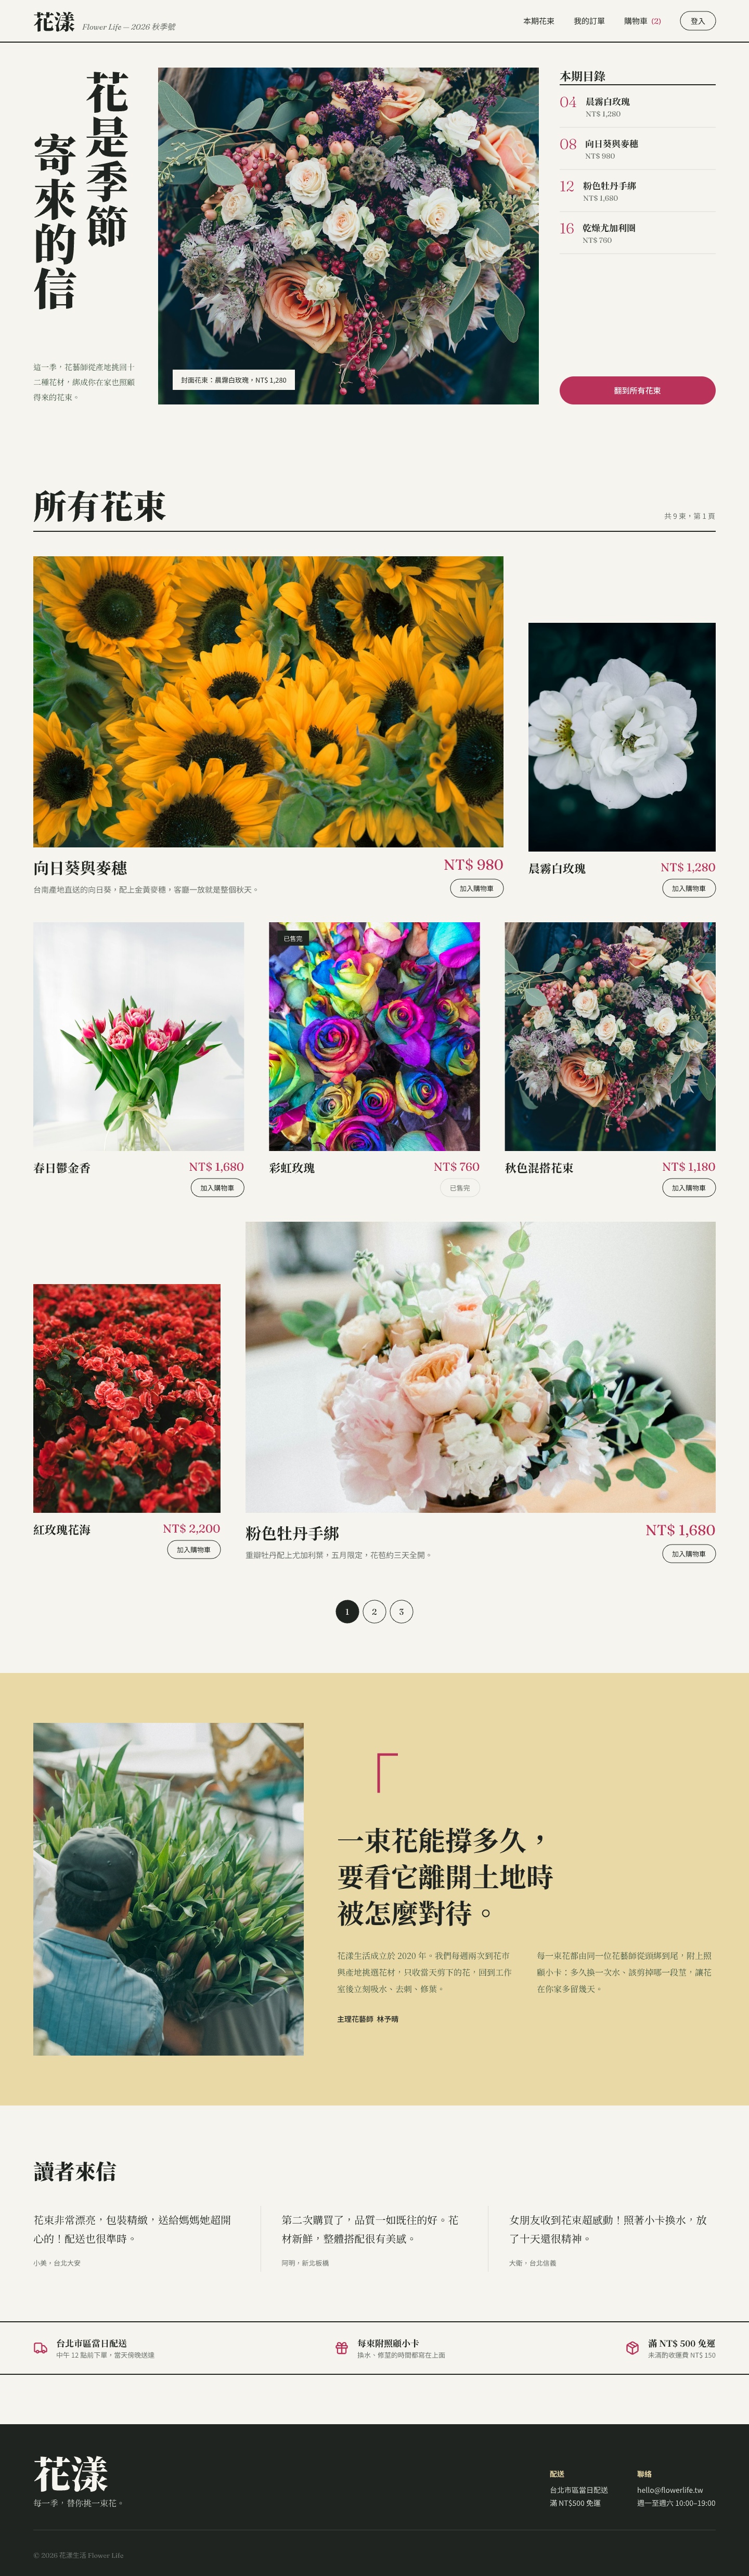 花漾 Flower Life — 2026 秋季號
本期花束 我的訂單 購物車 (2) 登入
花是季節
寄來的信
這一季，花藝師從產地挑回十
二種花材，綁成你在家也照顧
得來的花束。
封面花束：晨霧白玫瑰，NT$ 1,280
本期目錄
04 晨霧白玫瑰
NT$ 1,280
08 向日葵與麥穗
NT$ 980
12 粉色牡丹手綁
NT$ 1,680
16 乾燥尤加利圈
NT$ 760
翻到所有花束
所有花束
共 9 束，第 1 頁
向日葵與麥穗
NT$ 980
台南產地直送的向日葵，配上金黃麥穗，客廳一放就是整個秋天。
加入購物車
晨霧白玫瑰
NT$ 1,280
加入購物車
春日鬱金香
NT$ 1,680
加入購物車
已售完
彩虹玫瑰
NT$ 760
已售完
秋色混搭花束
NT$ 1,180
加入購物車
紅玫瑰花海
NT$ 2,200
加入購物車
粉色牡丹手綁
NT$ 1,680
重瓣牡丹配上尤加利葉，五月限定，花苞約三天全開。
加入購物車
1 2 3
「
一束花能撐多久，
要看它離開土地時
被怎麼對待。
花漾生活成立於 2020 年。我們每週兩次到花市
與產地挑選花材，只收當天剪下的花，回到工作
室後立刻吸水、去刺、修葉。
每一束花都由同一位花藝師從頭綁到尾，附上照
顧小卡：多久換一次水、該剪掉哪一段莖，讓花
在你家多留幾天。
主理花藝師 林予晴
讀者來信
花束非常漂亮，包裝精緻，送給媽媽她超開
心的！配送也很準時。
小美，台北大安
第二次購買了，品質一如既往的好。花
材新鮮，整體搭配很有美感。
阿明，新北板橋
女朋友收到花束超感動！照著小卡換水，放
了十天還很精神。
大衛，台北信義
台北市區當日配送
中午 12 點前下單，當天傍晚送達
每束附照顧小卡
換水、修莖的時間都寫在上面
滿 NT$ 500 免運
未滿酌收運費 NT$ 150
花漾
每一季，替你挑一束花。
配送
台北市區當日配送
滿 NT$500 免運
聯絡
hello@flowerlife.tw
週一至週六 10:00–19:00
© 2026 花漾生活 Flower Life